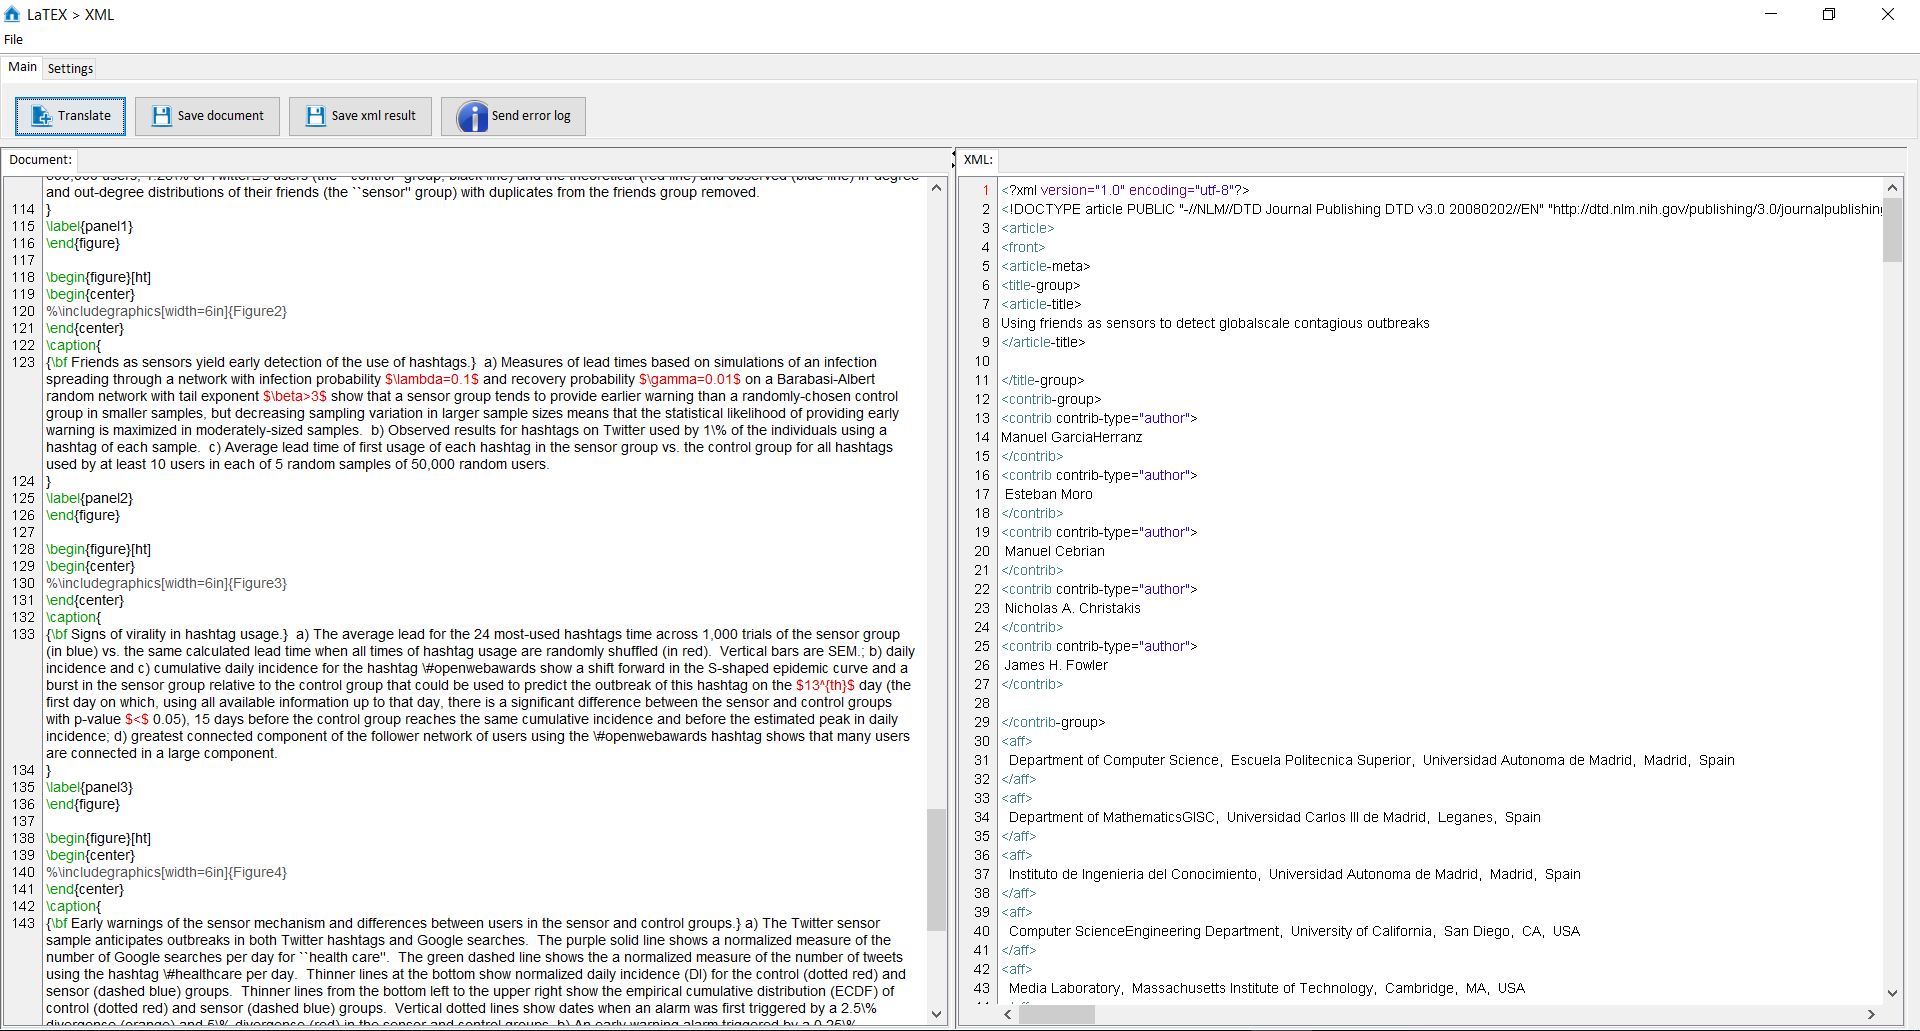 LaTEX > XML
File
Main Settings
Translate Save document Save xml result Send error log
Document:
and out-degree distributions of their friends (the ``sensor'' group) with duplicates from the friends group removed.
114 }
115 \label{panel1}
116 \end{figure}
117
118 \begin{figure}[ht]
119 \begin{center}
120 %\includegraphics[width=6in]{Figure2}
121 \end{center}
122 \caption{
123 {\bf Friends as sensors yield early detection of the use of hashtags.}  a) Measures of lead times based on simulations of an infection
spreading through a network with infection probability $\lambda=0.1$ and recovery probability $\gamma=0.01$ on a Barabasi-Albert
random network with tail exponent $\beta>3$ show that a sensor group tends to provide earlier warning than a randomly-chosen control
group in smaller samples, but decreasing sampling variation in larger sample sizes means that the statistical likelihood of providing early
warning is maximized in moderately-sized samples.  b) Observed results for hashtags on Twitter used by 1\% of the individuals using a
hashtag of each sample.  c) Average lead time of first usage of each hashtag in the sensor group vs. the control group for all hashtags
used by at least 10 users in each of 5 random samples of 50,000 random users.
124 }
125 \label{panel2}
126 \end{figure}
127
128 \begin{figure}[ht]
129 \begin{center}
130 %\includegraphics[width=6in]{Figure3}
131 \end{center}
132 \caption{
133 {\bf Signs of virality in hashtag usage.}  a) The average lead for the 24 most-used hashtags time across 1,000 trials of the sensor group
(in blue) vs. the same calculated lead time when all times of hashtag usage are randomly shuffled (in red).  Vertical bars are SEM.; b) daily
incidence and c) cumulative daily incidence for the hashtag \#openwebawards show a shift forward in the S-shaped epidemic curve and a
burst in the sensor group relative to the control group that could be used to predict the outbreak of this hashtag on the $13^{th}$ day (the
first day on which, using all available information up to that day, there is a significant difference between the sensor and control groups
with p-value $<$ 0.05), 15 days before the control group reaches the same cumulative incidence and before the estimated peak in daily
incidence; d) greatest connected component of the follower network of users using the \#openwebawards hashtag shows that many users
are connected in a large component.
134 }
135 \label{panel3}
136 \end{figure}
137
138 \begin{figure}[ht]
139 \begin{center}
140 %\includegraphics[width=6in]{Figure4}
141 \end{center}
142 \caption{
143 {\bf Early warnings of the sensor mechanism and differences between users in the sensor and control groups.} a) The Twitter sensor
sample anticipates outbreaks in both Twitter hashtags and Google searches.  The purple solid line shows a normalized measure of the
number of Google searches per day for ``health care''.  The green dashed line shows the a normalized measure of the number of tweets
using the hashtag \#healthcare per day.  Thinner lines at the bottom show normalized daily incidence (DI) for the control (dotted red) and
sensor (dashed blue) groups.  Thinner lines from the bottom left to the upper right show the empirical cumulative distribution (ECDF) of
control (dotted red) and sensor (dashed blue) groups.  Vertical dotted lines show dates when an alarm was first triggered by a 2.5\%
divergence (orange) and 5\% divergence (red) in the sensor and control groups. b) An early warning alarm triggered by a 0.25\%
XML:
1 <?xml version="1.0" encoding="utf-8"?>
2 <!DOCTYPE article PUBLIC "-//NLM//DTD Journal Publishing DTD v3.0 20080202//EN" "http://dtd.nlm.nih.gov/publishing/3.0/journalpublishing
3 <article>
4 <front>
5 <article-meta>
6 <title-group>
7 <article-title>
8 Using friends as sensors to detect globalscale contagious outbreaks
9 </article-title>
10
11 </title-group>
12 <contrib-group>
13 <contrib contrib-type="author">
14 Manuel GarciaHerranz
15 </contrib>
16 <contrib contrib-type="author">
17 Esteban Moro
18 </contrib>
19 <contrib contrib-type="author">
20 Manuel Cebrian
21 </contrib>
22 <contrib contrib-type="author">
23 Nicholas A. Christakis
24 </contrib>
25 <contrib contrib-type="author">
26 James H. Fowler
27 </contrib>
28
29 </contrib-group>
30 <aff>
31 Department of Computer Science, Escuela Politecnica Superior, Universidad Autonoma de Madrid, Madrid, Spain
32 </aff>
33 <aff>
34 Department of MathematicsGISC, Universidad Carlos III de Madrid, Leganes, Spain
35 </aff>
36 <aff>
37 Instituto de Ingenieria del Conocimiento, Universidad Autonoma de Madrid, Madrid, Spain
38 </aff>
39 <aff>
40 Computer ScienceEngineering Department, University of California, San Diego, CA, USA
41 </aff>
42 <aff>
43 Media Laboratory, Massachusetts Institute of Technology, Cambridge, MA, USA